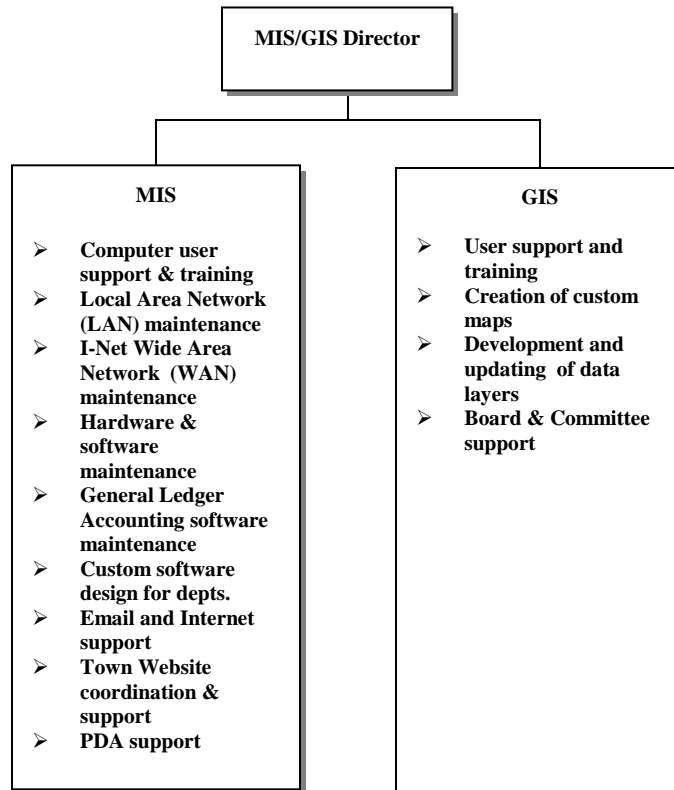 MIS/GIS Director
MIS
➢ Computer user
support & training
➢ Local Area Network
(LAN) maintenance
➢ I-Net Wide Area
Network (WAN)
maintenance
➢ Hardware &
software
maintenance
➢ General Ledger
Accounting software
maintenance
➢ Custom software
design for depts.
➢ Email and Internet
support
➢ Town Website
coordination &
support
➢ PDA support
GIS
➢ User support and
training
➢ Creation of custom
maps
➢ Development and
updating of data
layers
➢ Board & Committee
support